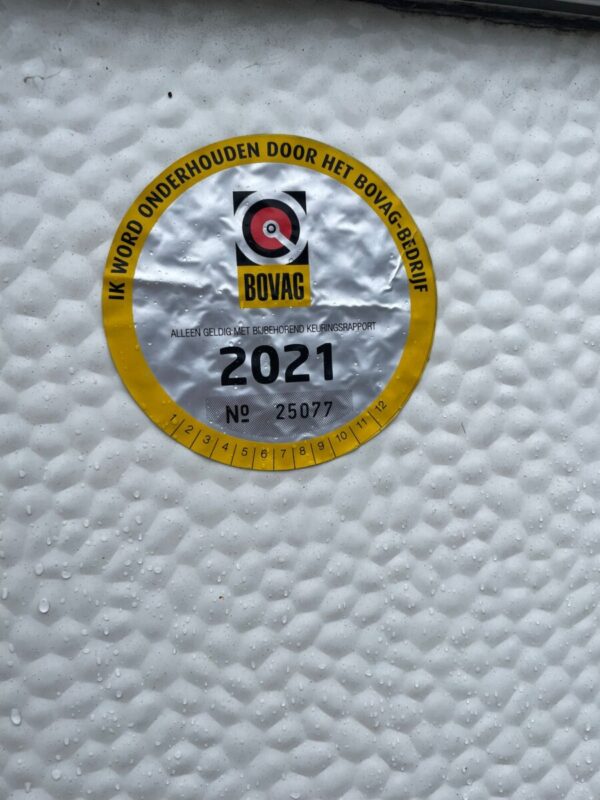 IK WORD ONDERHOUDEN DOOR HET BOVAG-BEDRIJF
BOVAG
ALLEEN GELDIG MET BIJBEHOREND KEURINGSRAPPORT
2021
Nº 25077
1 2 3 4 5 6 7 8 9 10 11 12